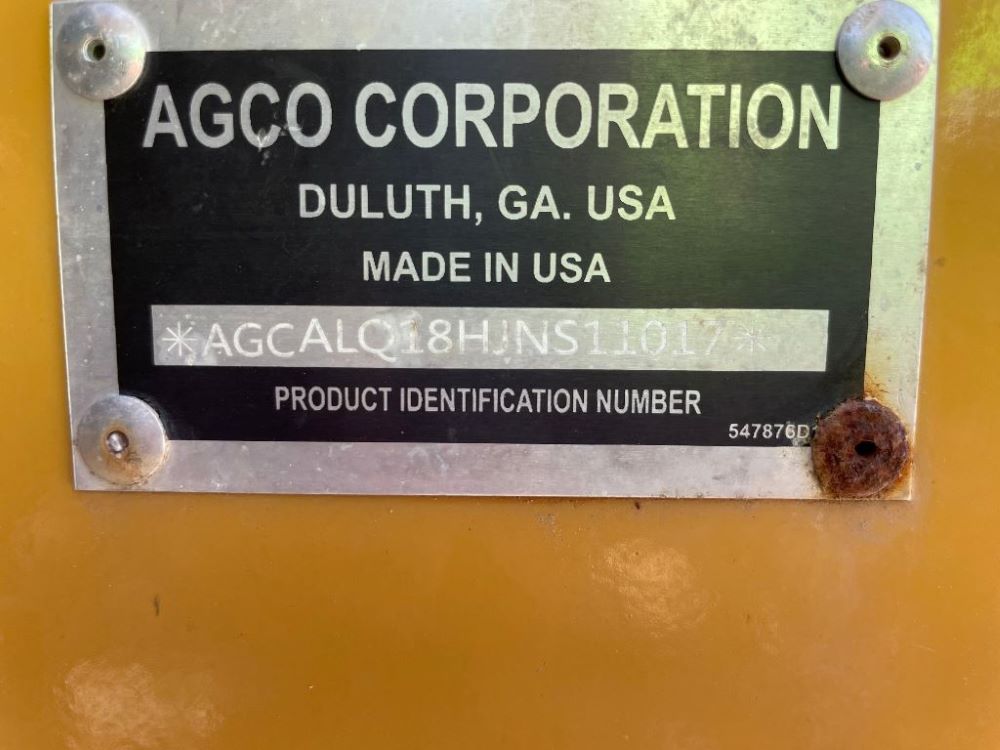 AGCO CORPORATION
DULUTH, GA. USA
MADE IN USA
*AGCALQ18HJNS11017*
PRODUCT IDENTIFICATION NUMBER
547876D